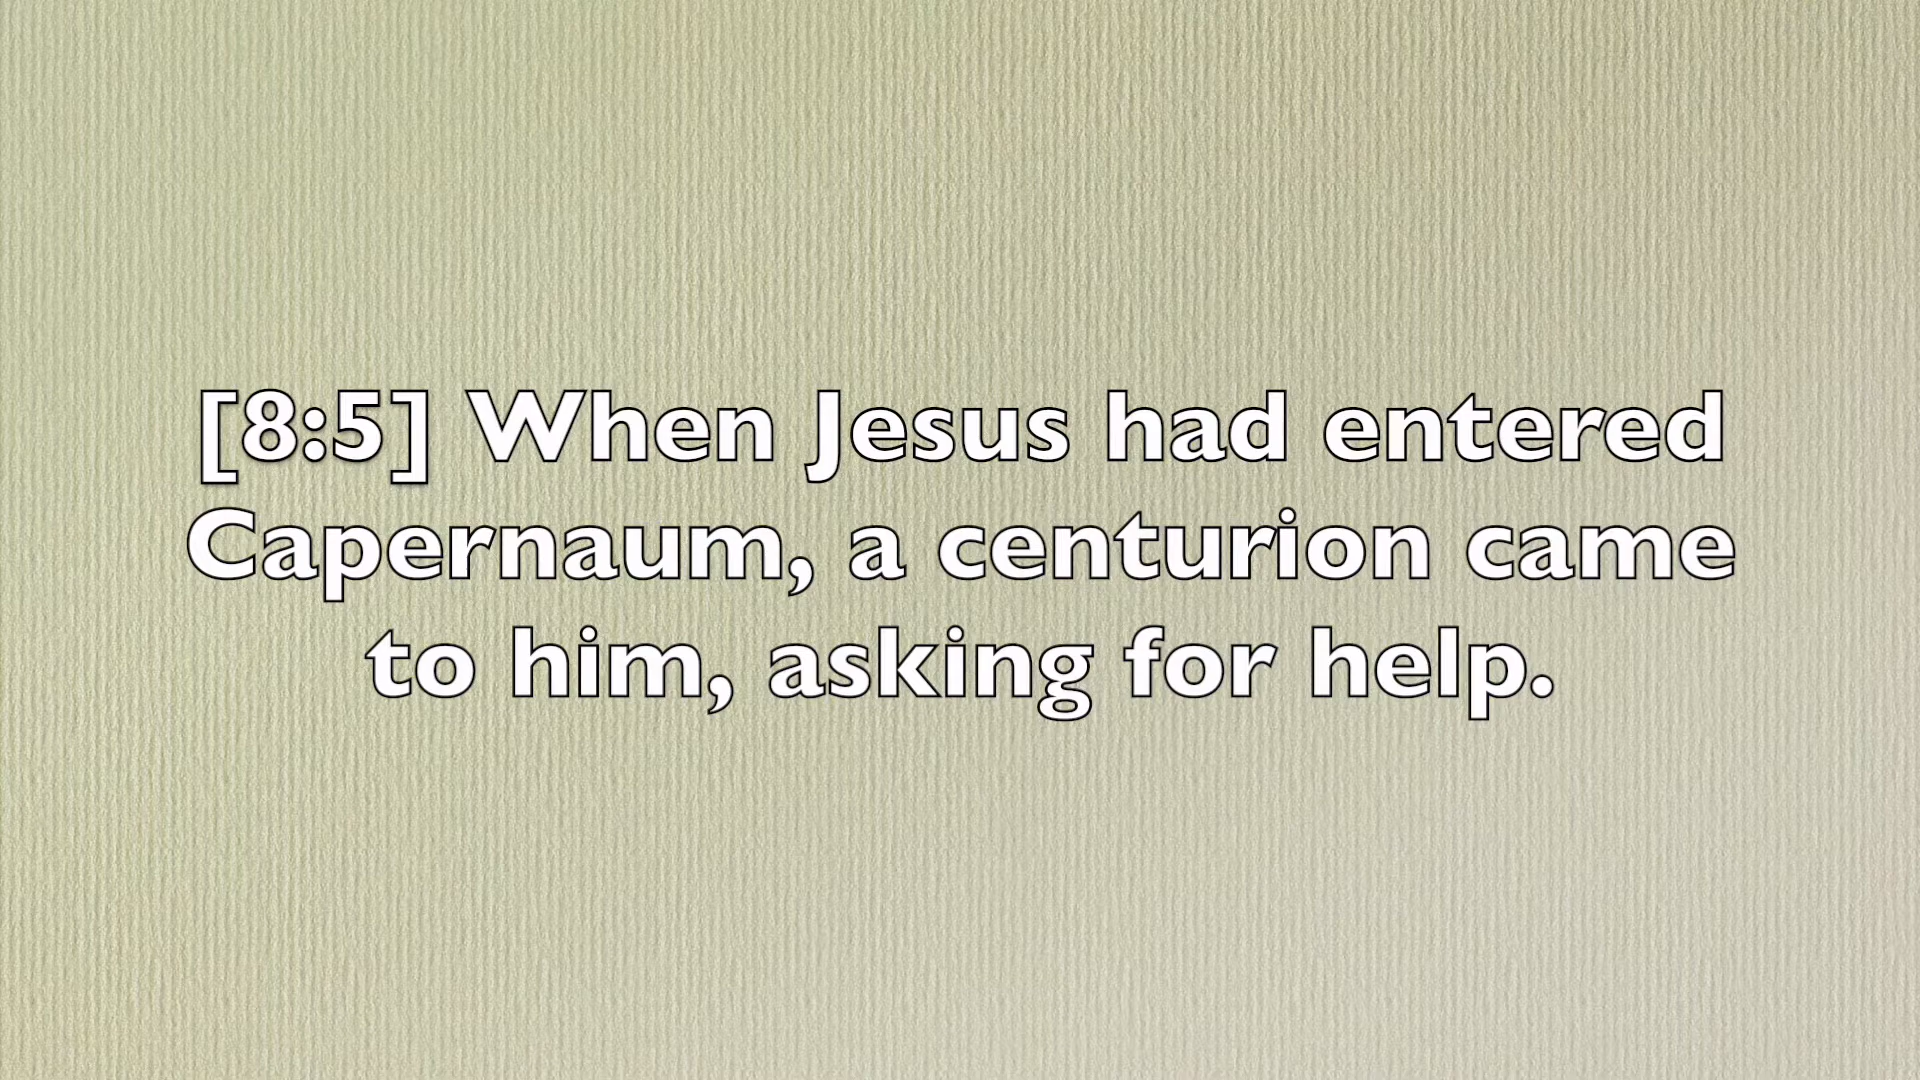 [8:5] When Jesus had entered
Capernaum, a centurion came
to him, asking for help.